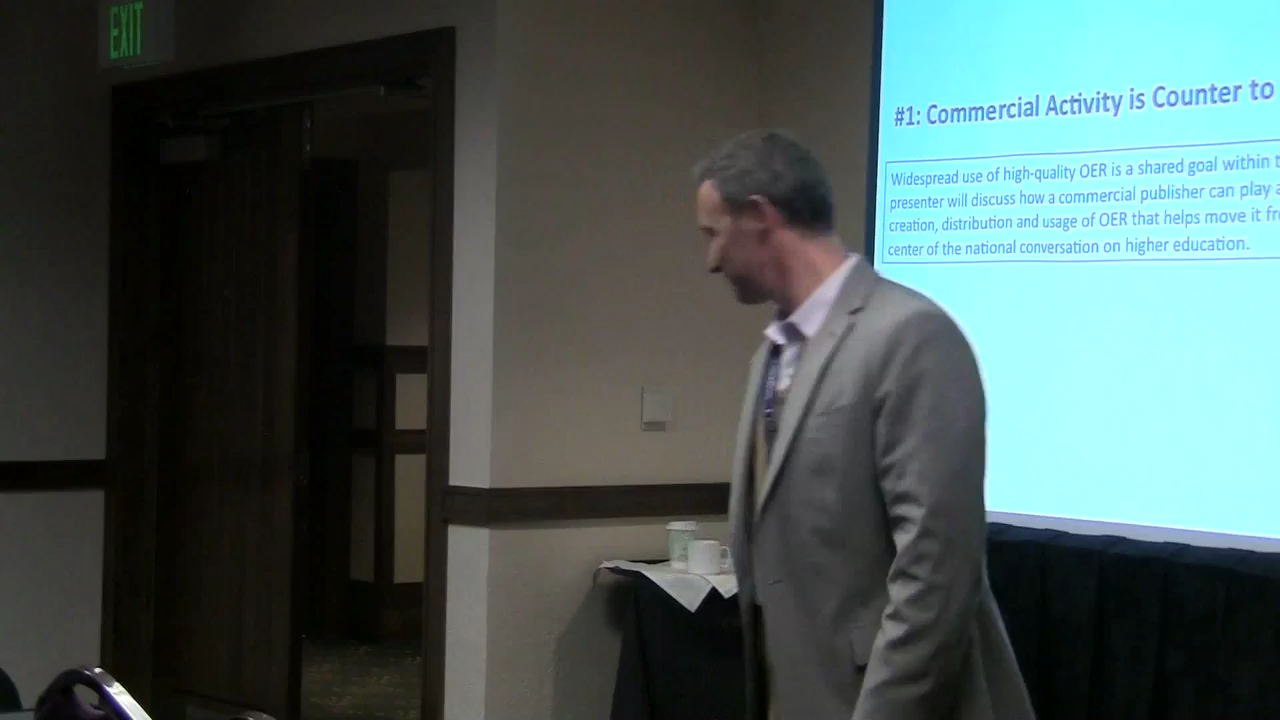 EXIT
#1: Commercial Activity is Counter to
Widespread use of high-quality OER is a shared goal within
presenter will discuss how a commercial publisher can play
creation, distribution and usage of OER that helps move it
center of the national conversation on higher education.